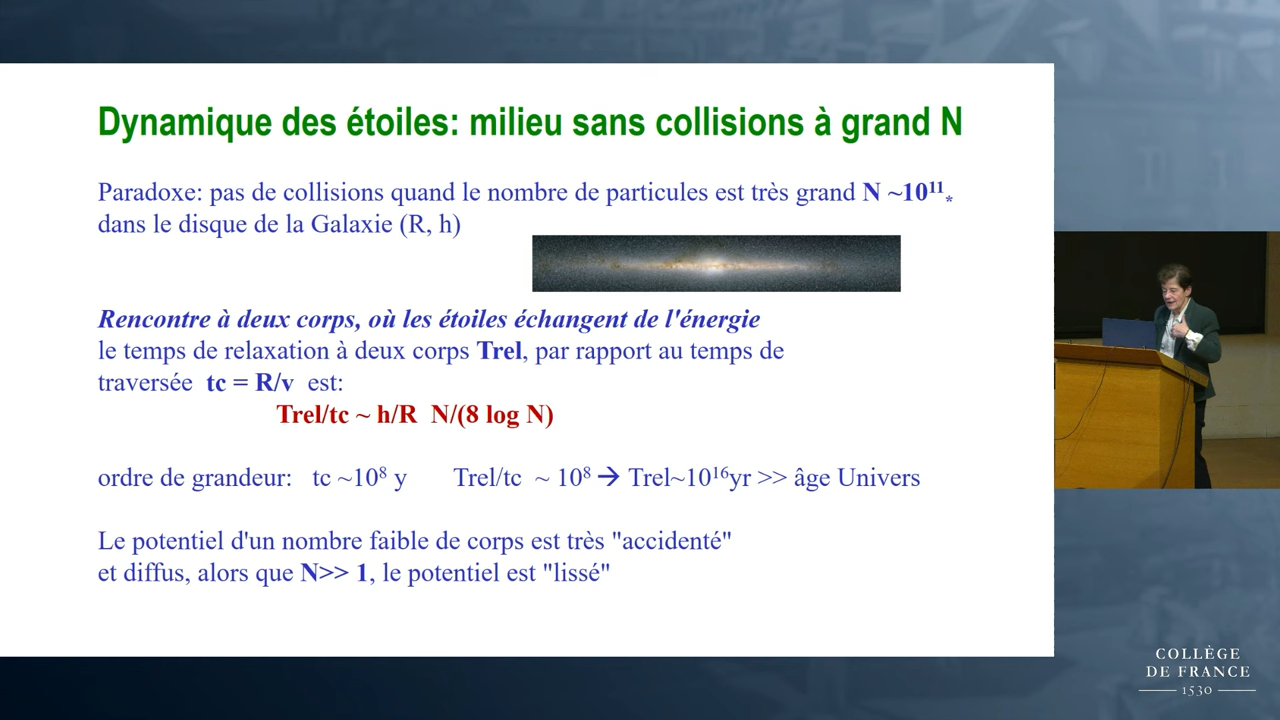 Dynamique des étoiles: milieu sans collisions à grand N
Paradoxe: pas de collisions quand le nombre de particules est très grand N ~10¹¹*
dans le disque de la Galaxie (R, h)
Rencontre à deux corps, où les étoiles échangent de l'énergie
le temps de relaxation à deux corps Trel, par rapport au temps de
traversée tc = R/v est:
Trel/tc ~ h/R N/(8 log N)
ordre de grandeur: tc ~10⁸ y Trel/tc ~ 10⁸ → Trel~10¹⁶yr >> âge Univers
Le potentiel d'un nombre faible de corps est très "accidenté"
et diffus, alors que N>> 1, le potentiel est "lissé"
COLLÈGE
DE FRANCE
1530